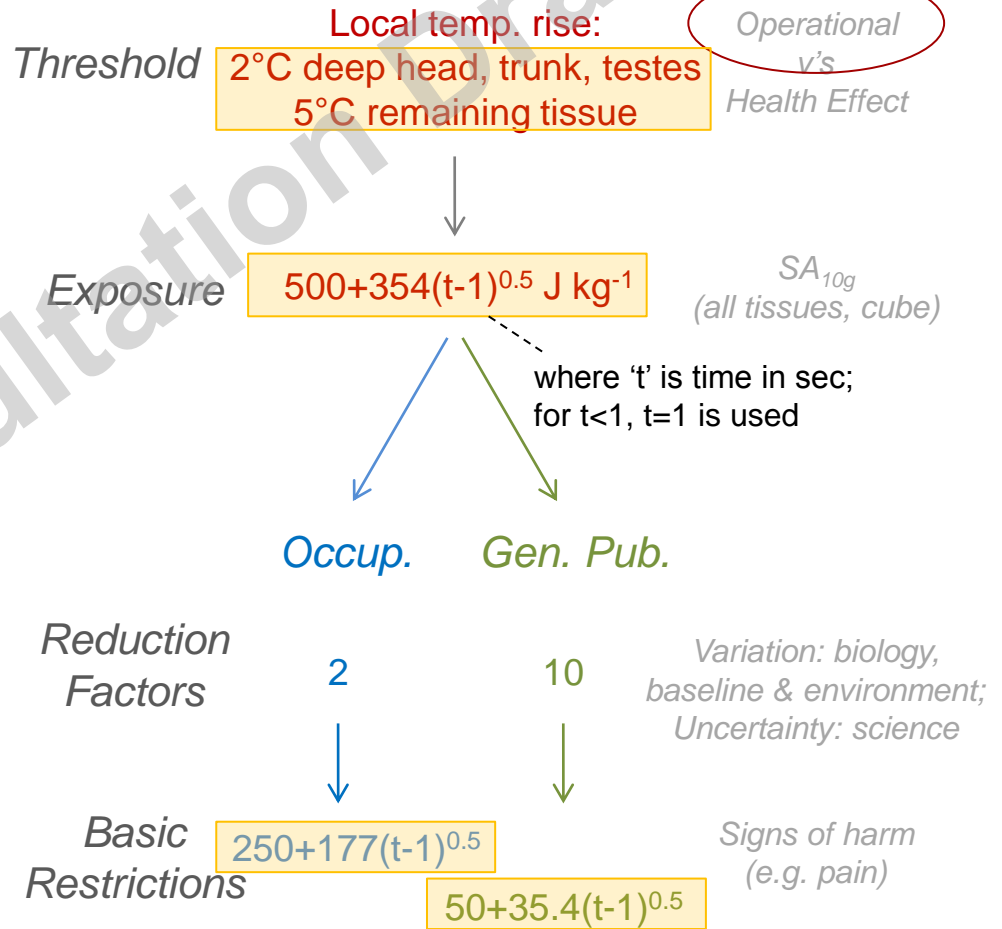 Local temp. rise:
Threshold
2°C deep head, trunk, testes
5°C remaining tissue
Operational
v's
Health Effect
Exposure
500+354(t-1)⁰·⁵ J kg⁻¹
SA₁₀g
(all tissues, cube)
where ‘t’ is time in sec;
for t<1, t=1 is used
Occup.
Gen. Pub.
Reduction
Factors
2
10
Variation: biology,
baseline & environment;
Uncertainty: science
Basic
Restrictions
250+177(t-1)⁰·⁵
50+35.4(t-1)⁰·⁵
Signs of harm
(e.g. pain)